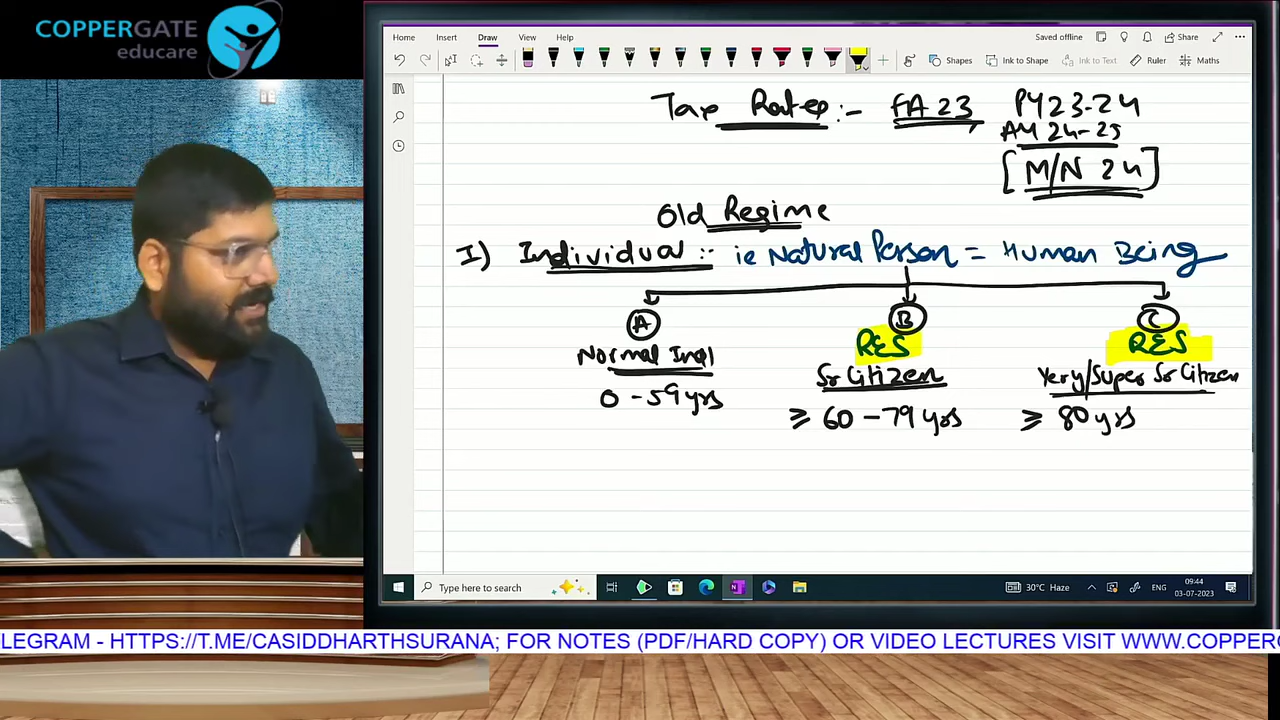 COPPERGATE
educare
Home Insert Draw View Help
Saved offline Share
Shapes Ink to Shape Ink to Text Ruler Maths
Tax Rates :- FA 23 PY 23-24
AY 24-25
[M/N 24]
Old Regime
I) Individual :- ie Natural Person = Human Being
A B C
RES RES
Normal Indl Sr Citizen Very/Super Sr Citizen
0 - 59 yrs ≥ 60 - 79 yrs ≥ 80 yrs
Type here to search
30°C Haze ENG 09:44
03-07-2023
LEGRAM - HTTPS://T.ME/CASIDDHARTHSURANA; FOR NOTES (PDF/HARD COPY) OR VIDEO LECTURES VISIT WWW.COPPERG